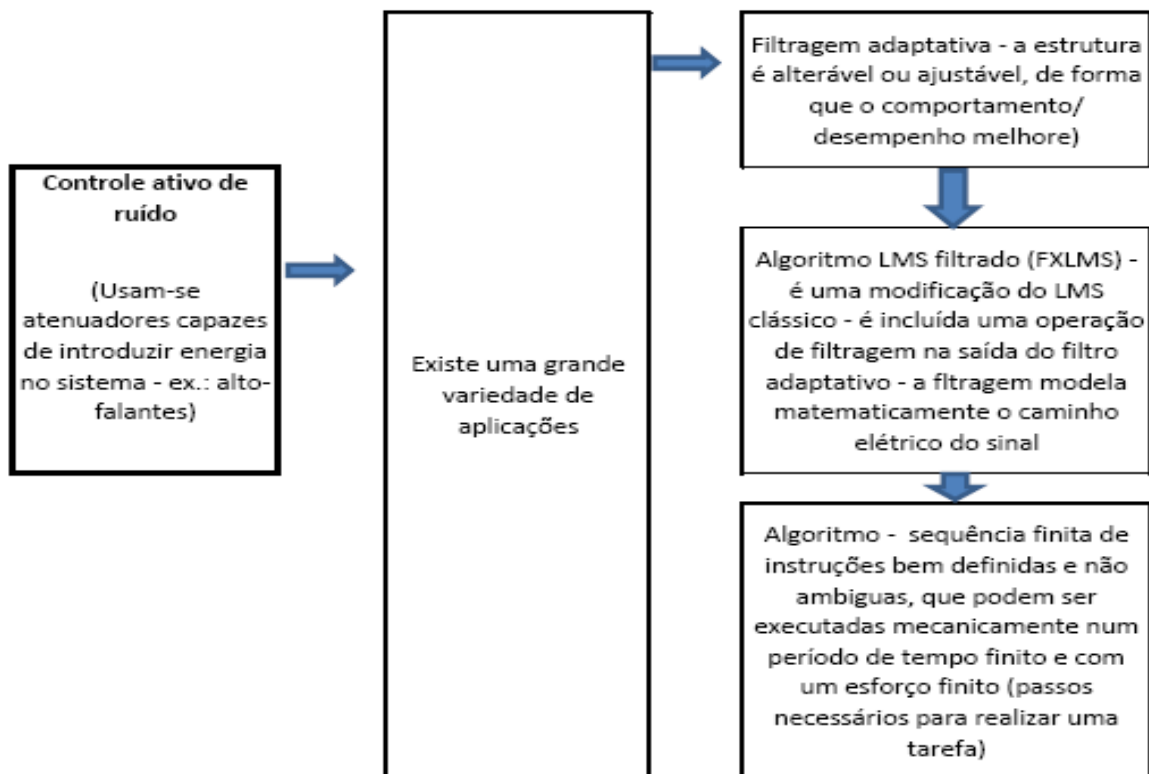 Controle ativo de
ruído
(Usam-se
atenuadores capazes
de introduzir energia
no sistema - ex.: alto-
falantes)
Existe uma grande
variedade de
aplicações
Filtragem adaptativa - a estrutura
é alterável ou ajustável, de forma
que o comportamento/
desempenho melhore)
Algoritmo LMS filtrado (FXLMS) -
é uma modificação do LMS
clássico - é incluída uma operação
de filtragem na saída do filtro
adaptativo - a fltragem modela
matematicamente o caminho
elétrico do sinal
Algoritmo - sequência finita de
instruções bem definidas e não
ambiguas, que podem ser
executadas mecanicamente num
período de tempo finito e com
um esforço finito (passos
necessários para realizar uma
tarefa)